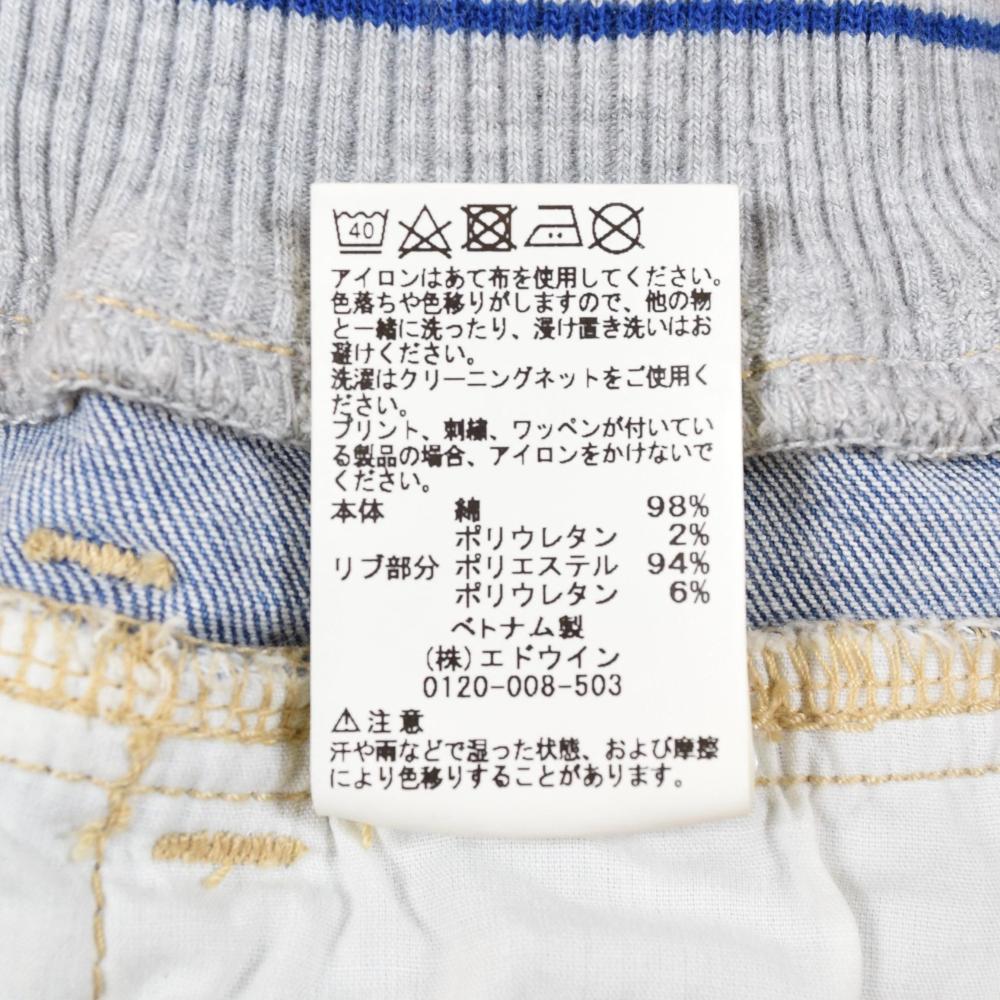 40
アイロンはあて布を使用してください。
色落ちや色移りがしますので、他の物
と一緒に洗ったり、浸け置き洗いはお
避けください。
洗濯はクリーニングネットをご使用く
ださい。
プリント、刺繍、ワッペンが付いてい
る製品の場合、アイロンをかけないで
ください。
本体 綿 98%
ポリウレタン 2%
リブ部分 ポリエステル 94%
ポリウレタン 6%
ベトナム製
(株)エドウイン
0120-008-503
⚠注意
汗や雨などで湿った状態、および摩擦
により色移りすることがあります。